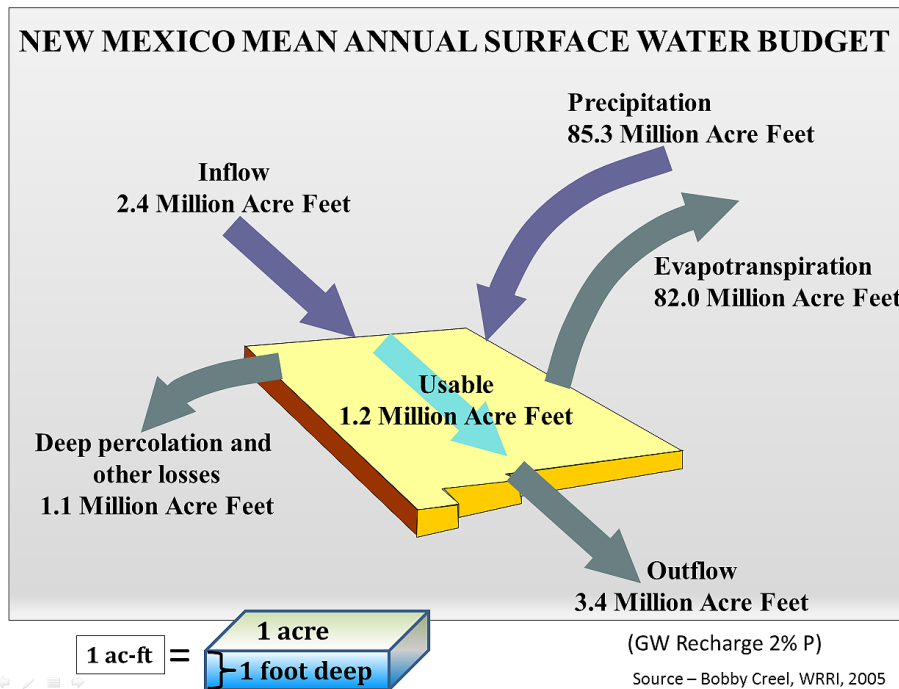 NEW MEXICO MEAN ANNUAL SURFACE WATER BUDGET
Precipitation
85.3 Million Acre Feet
Inflow
2.4 Million Acre Feet
Evapotranspiration
82.0 Million Acre Feet
Usable
1.2 Million Acre Feet
Deep percolation and
other losses
1.1 Million Acre Feet
Outflow
3.4 Million Acre Feet
1 ac-ft =
1 acre
1 foot deep
(GW Recharge 2% P)
Source – Bobby Creel, WRRI, 2005